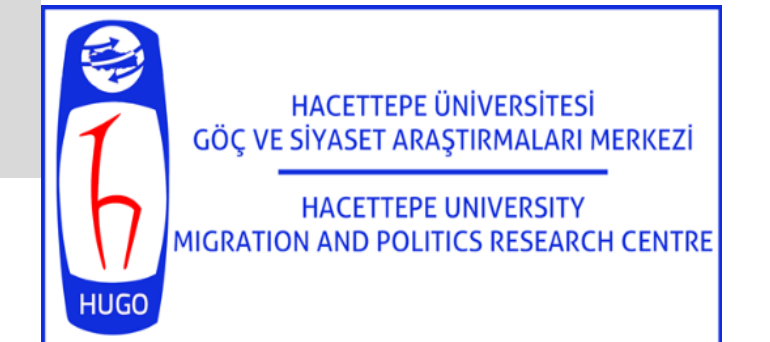 HACETTEPE ÜNİVERSİTESİ
GÖÇ VE SİYASET ARAŞTIRMALARI MERKEZİ
HACETTEPE UNIVERSITY
MIGRATION AND POLITICS RESEARCH CENTRE
HUGO